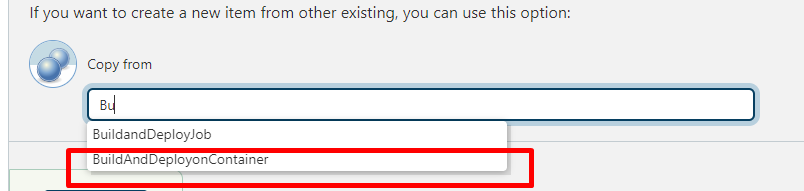 If you want to create a new item from other existing, you can use this option:
Copy from
Bu
BuildandDeployJob
BuildAndDeployonContainer